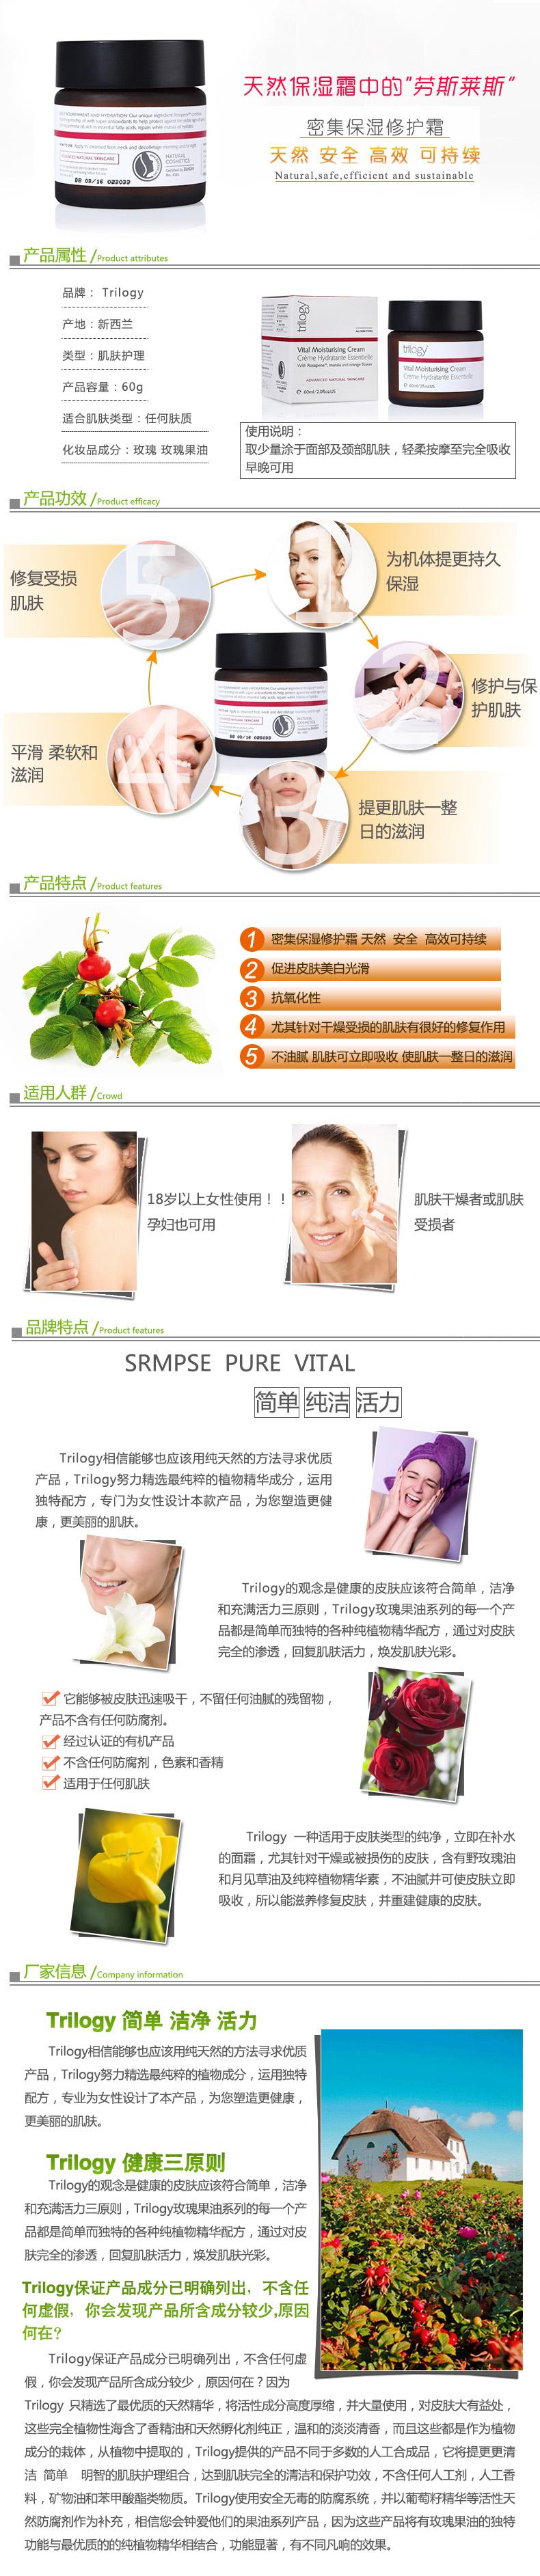 天然保湿霜中的"劳斯莱斯"
密集保湿修护霜
天然 安全 高效 可持续
Natural,safe,efficient and sustainable
ADVANCED NATURAL SKINCARE
NATURAL
COSMETICS
产品属性 /Product attributes
品牌： Trilogy
产地：新西兰
类型：肌肤护理
产品容量：60g
适合肌肤类型：任何肤质
化妆品成分：玫瑰 玫瑰果油
trilogy
Vital Moisturising Cream
Crème Hydratante Essentielle
ADVANCED NATURAL SKINCARE
trilogy
Vital Moisturising Cream
Crème Hydratante Essentielle
使用说明：
取少量涂于面部及颈部肌肤，轻柔按摩至完全吸收
早晚可用
产品功效 /Product efficacy
1
为机体提更持久
保湿
2
修护与保
护肌肤
3
提更肌肤一整
日的滋润
4
平滑 柔软和
滋润
5
修复受损
肌肤
产品特点 /Product features
1 密集保湿修护霜 天然 安全 高效可持续
2 促进皮肤美白光滑
3 抗氧化性
4 尤其针对干燥受损的肌肤有很好的修复作用
5 不油腻 肌肤可立即吸收 使肌肤一整日的滋润
适用人群 /Crowd
18岁以上女性使用！！
孕妇也可用
肌肤干燥者或肌肤
受损者
品牌特点 /Product features
SRMPSE PURE VITAL
简单 纯洁 活力
Trilogy相信能够也应该用纯天然的方法寻求优质
产品，Trilogy努力精选最纯粹的植物精华成分，运用
独特配方，专门为女性设计本款产品，为您塑造更健
康，更美丽的肌肤。
Trilogy的观念是健康的皮肤应该符合简单，洁净
和充满活力三原则，Trilogy玫瑰果油系列的每一个产
品都是简单而独特的各种纯植物精华配方，通过对皮肤
完全的渗透，回复肌肤活力，焕发肌肤光彩。
它能够被皮肤迅速吸干，不留任何油腻的残留物，
产品不含有任何防腐剂。
经过认证的有机产品
不含任何防腐剂，色素和香精
适用于任何肌肤
Trilogy 一种适用于皮肤类型的纯净，立即在补水
的面霜，尤其针对干燥或被损伤的皮肤，含有野玫瑰油
和月见草油及纯粹植物精华素，不油腻并可使皮肤立即
吸收，所以能滋养修复皮肤，并重建健康的皮肤。
厂家信息 /Company information
Trilogy 简单 洁净 活力
Trilogy相信能够也应该用纯天然的方法寻求优质
产品，Trilogy努力精选最纯粹的植物成分，运用独特
配方，专业为女性设计了本产品，为您塑造更健康，
更美丽的肌肤。
Trilogy 健康三原则
Trilogy的观念是健康的皮肤应该符合简单，洁净
和充满活力三原则，Trilogy玫瑰果油系列的每一个产
品都是简单而独特的各种纯植物精华配方，通过对皮
肤完全的渗透，回复肌肤活力，焕发肌肤光彩。
Trilogy保证产品成分已明确列出，不含任
何虚假，你会发现产品所含成分较少,原因
何在？
Trilogy保证产品成分已明确列出，不含任何虚
假，你会发现产品所含成分较少，原因何在？因为
Trilogy 只精选了最优质的天然精华，将活性成分高度厚缩，并大量使用，对皮肤大有益处，
这些完全植物性海含了香精油和天然孵化剂纯正，温和的淡淡清香，而且这些都是作为植物
成分的栽体，从植物中提取的，Trilogy提供的产品不同于多数的人工合成品，它将提更更清
洁 简单 明智的肌肤护理组合，达到肌肤完全的清洁和保护功效，不含任何人工剂，人工香
料，矿物油和苯甲酸酯类物质。Trilogy使用安全无毒的防腐系统，并以葡萄籽精华等活性天
然防腐剂作为补充，相信您会钟爱他们的果油系列产品，因为这些产品将有玫瑰果油的独特
功能与最优质的的纯植物精华相结合，功能显著，有不同凡响的效果。